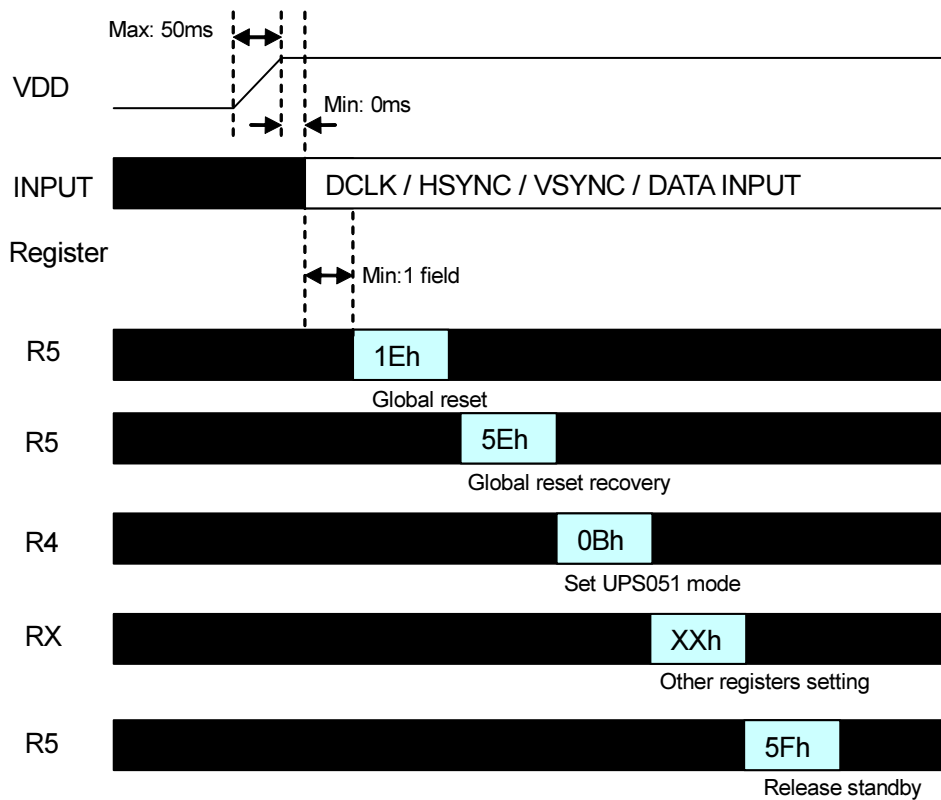 Max: 50ms
VDD
Min: 0ms
INPUT
DCLK / HSYNC / VSYNC / DATA INPUT
Register
Min:1 field
R5
1Eh
Global reset
R5
5Eh
Global reset recovery
R4
0Bh
Set UPS051 mode
RX
XXh
Other registers setting
R5
5Fh
Release standby